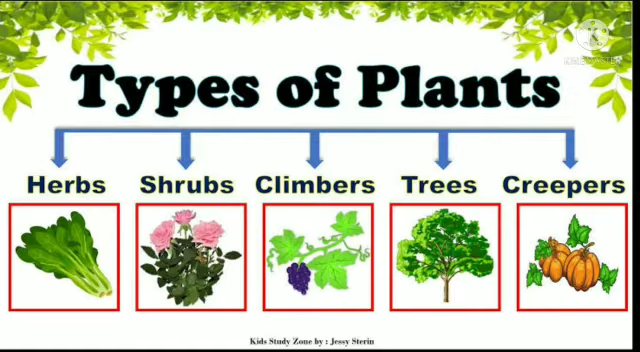 Types of Plants
Herbs Shrubs Climbers Trees Creepers
Kids Study Zone by : Jessy Sterin